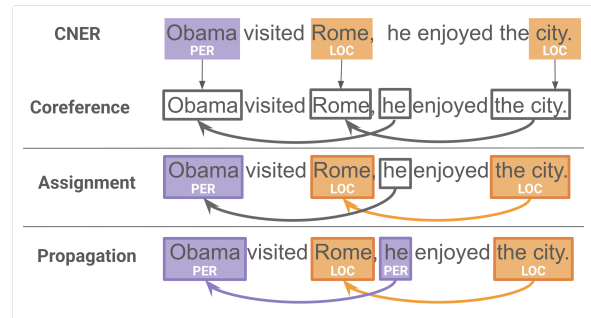 CNER Obama visited Rome, he enjoyed the city.
PER LOC LOC
Coreference Obama visited Rome, he enjoyed the city.
Assignment Obama visited Rome, he enjoyed the city.
PER LOC LOC
Propagation Obama visited Rome, he enjoyed the city.
PER LOC PER LOC